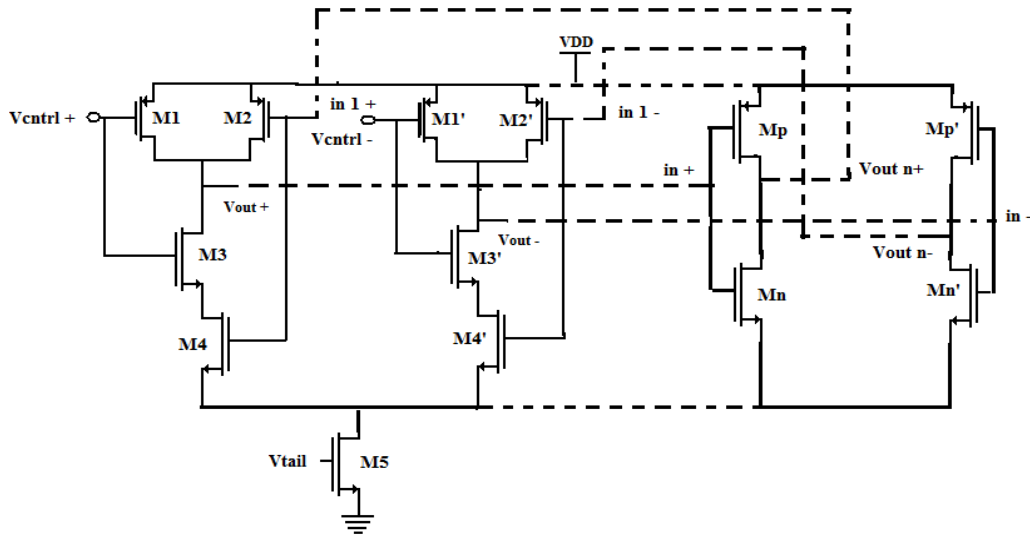 VDD
Vcntrl +
M1
M2
in 1 +
Vcntrl -
M1'
M2'
in 1 -
Mp
Mp'
in +
Vout n+
Vout +
Vout -
in -
M3
M3'
Vout n-
Mn
Mn'
M4
M4'
Vtail
M5